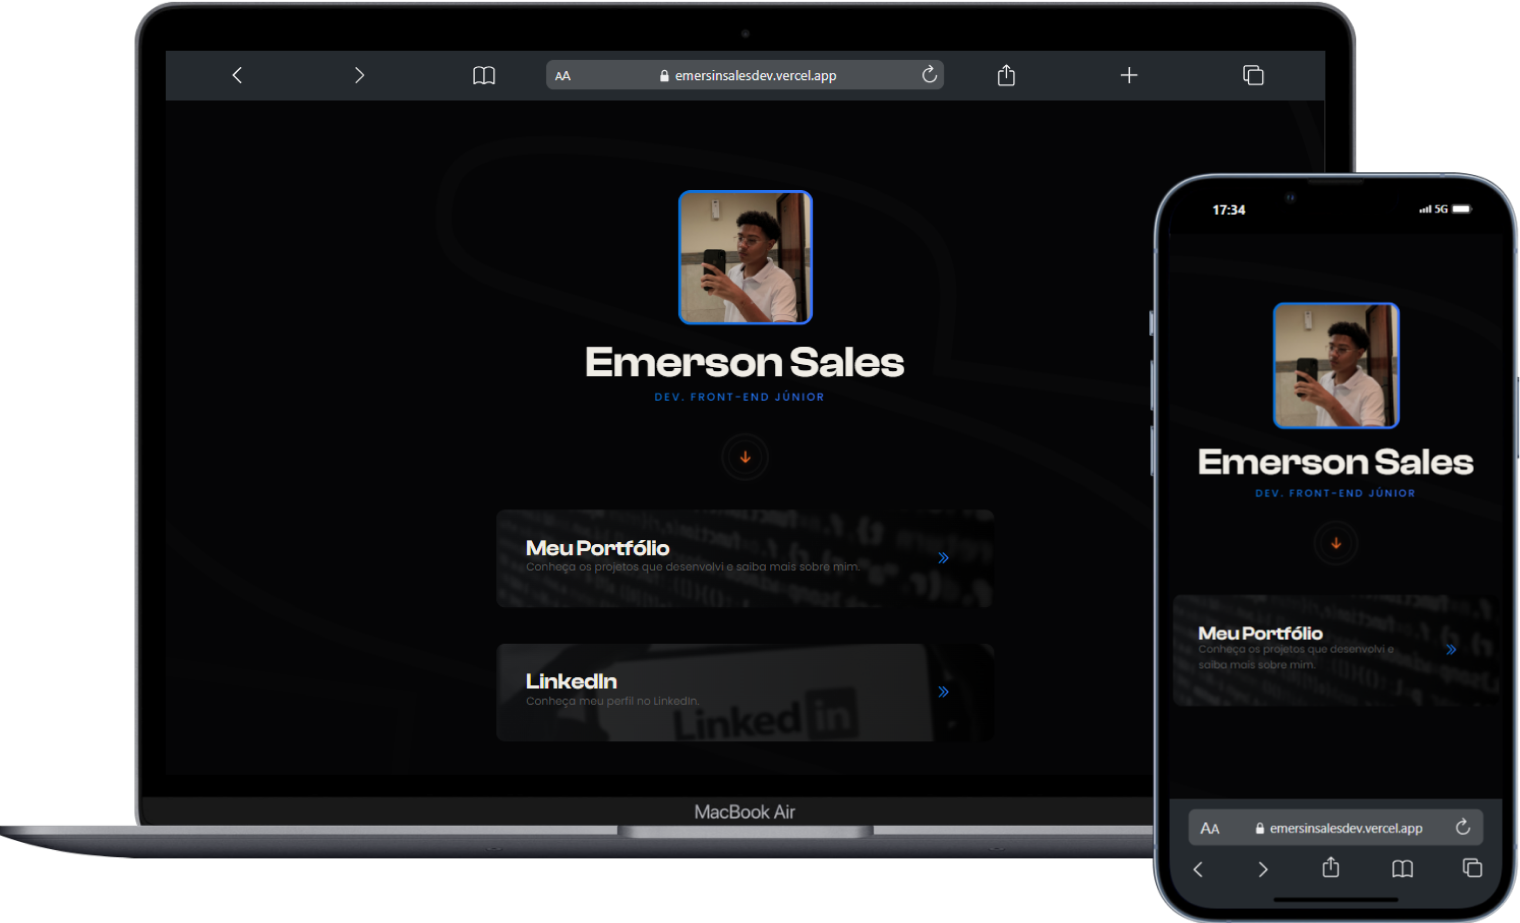 AA
emersinsalesdev.vercel.app
Emerson Sales
DEV. FRONT-END JÚNIOR
Meu Portfólio
Conheça os projetos que desenvolvi e saiba mais sobre mim.
LinkedIn
Conheça meu perfil no LinkedIn.
Linked in
MacBook Air
17:34
5G
Emerson Sales
DEV. FRONT-END JÚNIOR
Meu Portfólio
Conheça os projetos que desenvolvi e
saiba mais sobre mim.
AA
emersinsalesdev.vercel.app